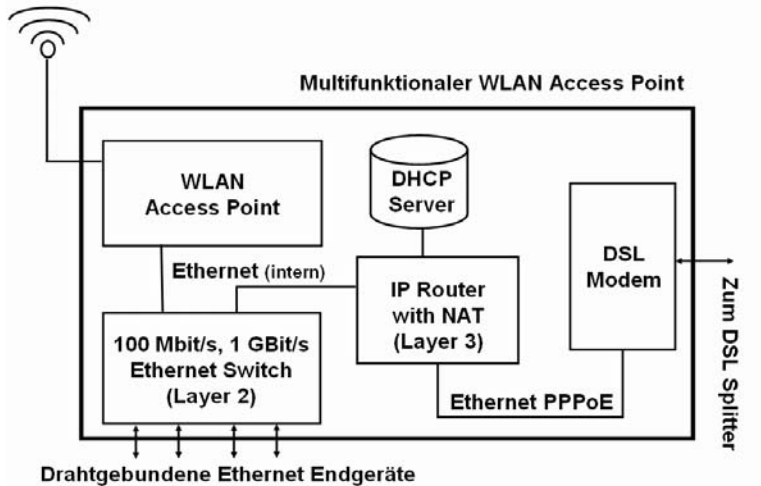 Multifunktionaler WLAN Access Point
WLAN
Access Point
DHCP
Server
DSL
Modem
Ethernet (intern)
IP Router
with NAT
(Layer 3)
100 Mbit/s, 1 GBit/s
Ethernet Switch
(Layer 2)
Ethernet PPPoE
Zum DSL Splitter
Drahtgebundene Ethernet Endgeräte